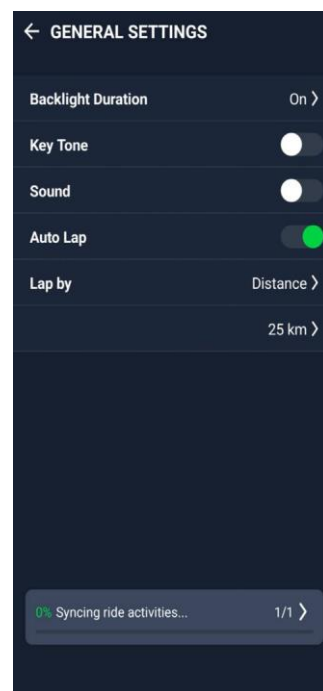 ← GENERAL SETTINGS
Backlight Duration On >
Key Tone
Sound
Auto Lap
Lap by Distance >
25 km >
0% Syncing ride activities... 1/1 >